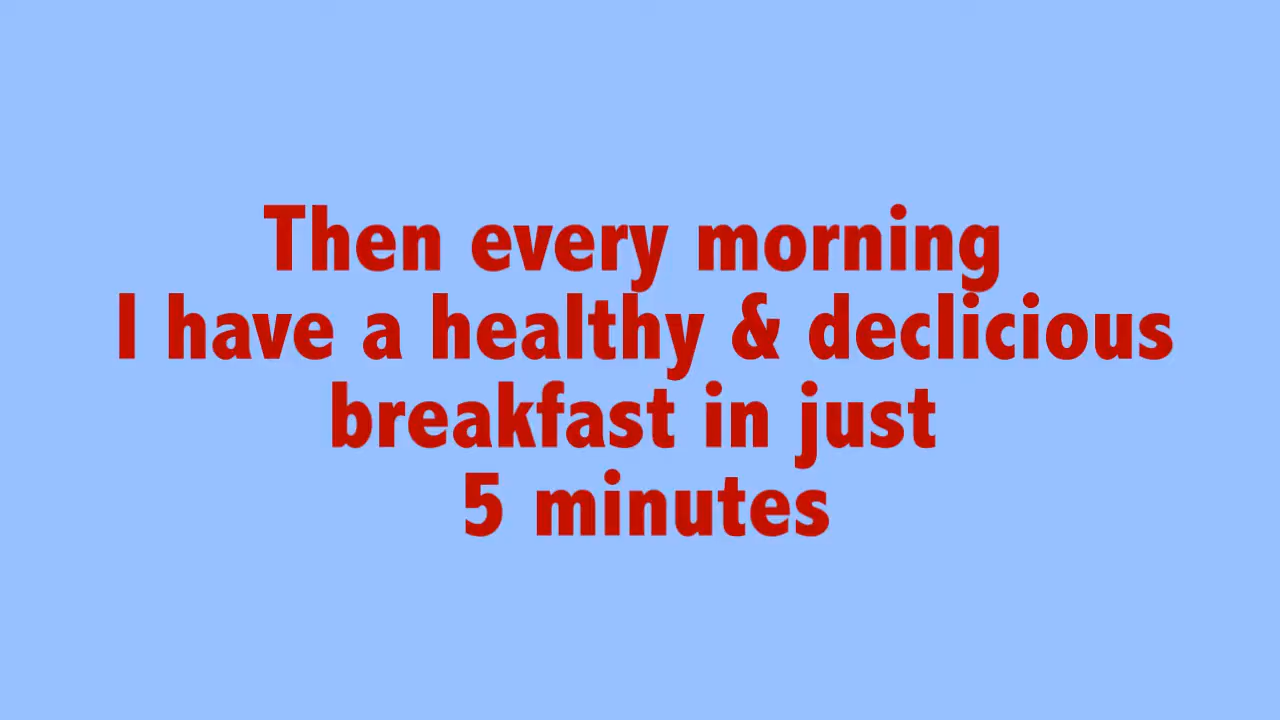 Then every morning
I have a healthy & declicious
breakfast in just
5 minutes